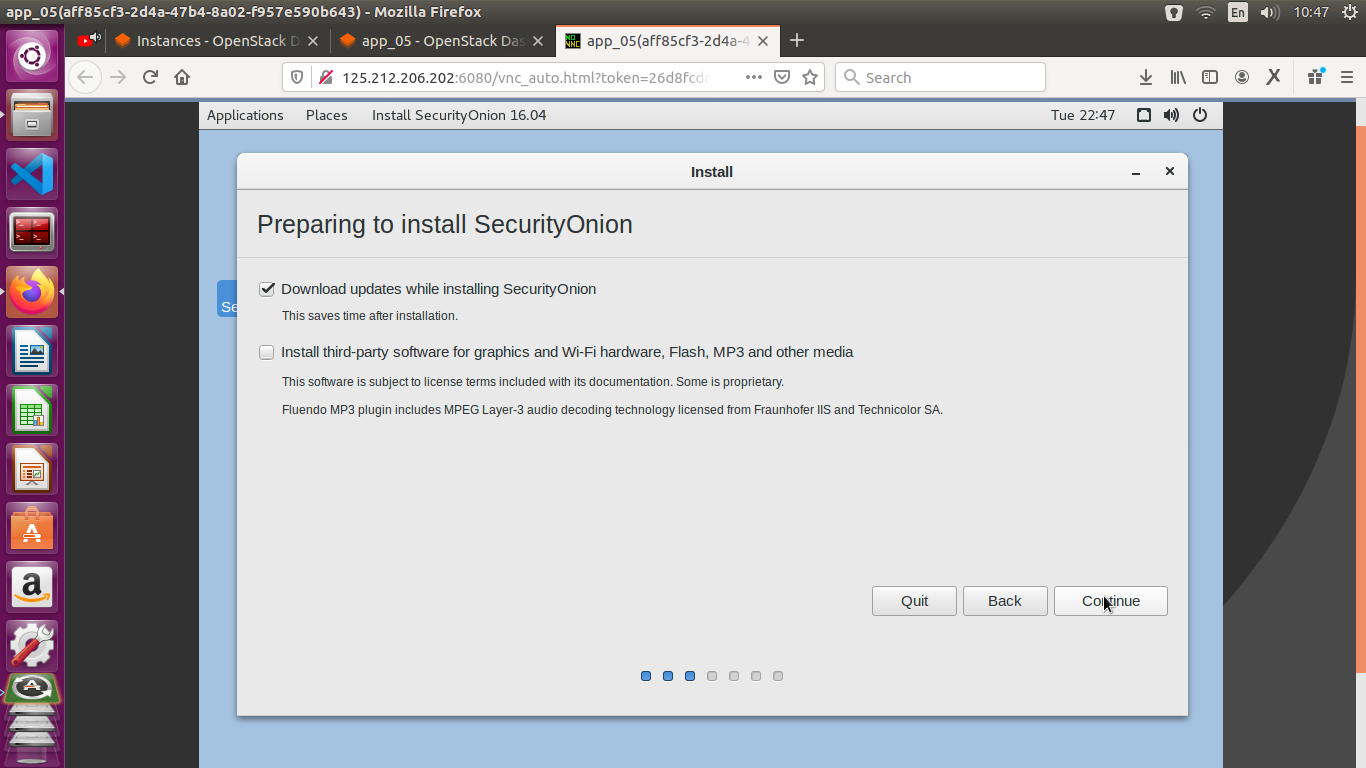 app_05(aff85cf3-2d4a-47b4-8a02-f957e590b643) - Mozilla Firefox
En
10:47
Instances - OpenStack D
app_05 - OpenStack Das
app_05(aff85cf3-2d4a-4
125.212.206.202:6080/vnc_auto.html?token=26d8fcd
Search
Applications
Places
Install SecurityOnion 16.04
Tue 22:47
Install
Preparing to install SecurityOnion
Download updates while installing SecurityOnion
Se
This saves time after installation.
Install third-party software for graphics and Wi-Fi hardware, Flash, MP3 and other media
This software is subject to license terms included with its documentation. Some is proprietary.
Fluendo MP3 plugin includes MPEG Layer-3 audio decoding technology licensed from Fraunhofer IIS and Technicolor SA.
Quit
Back
Continue